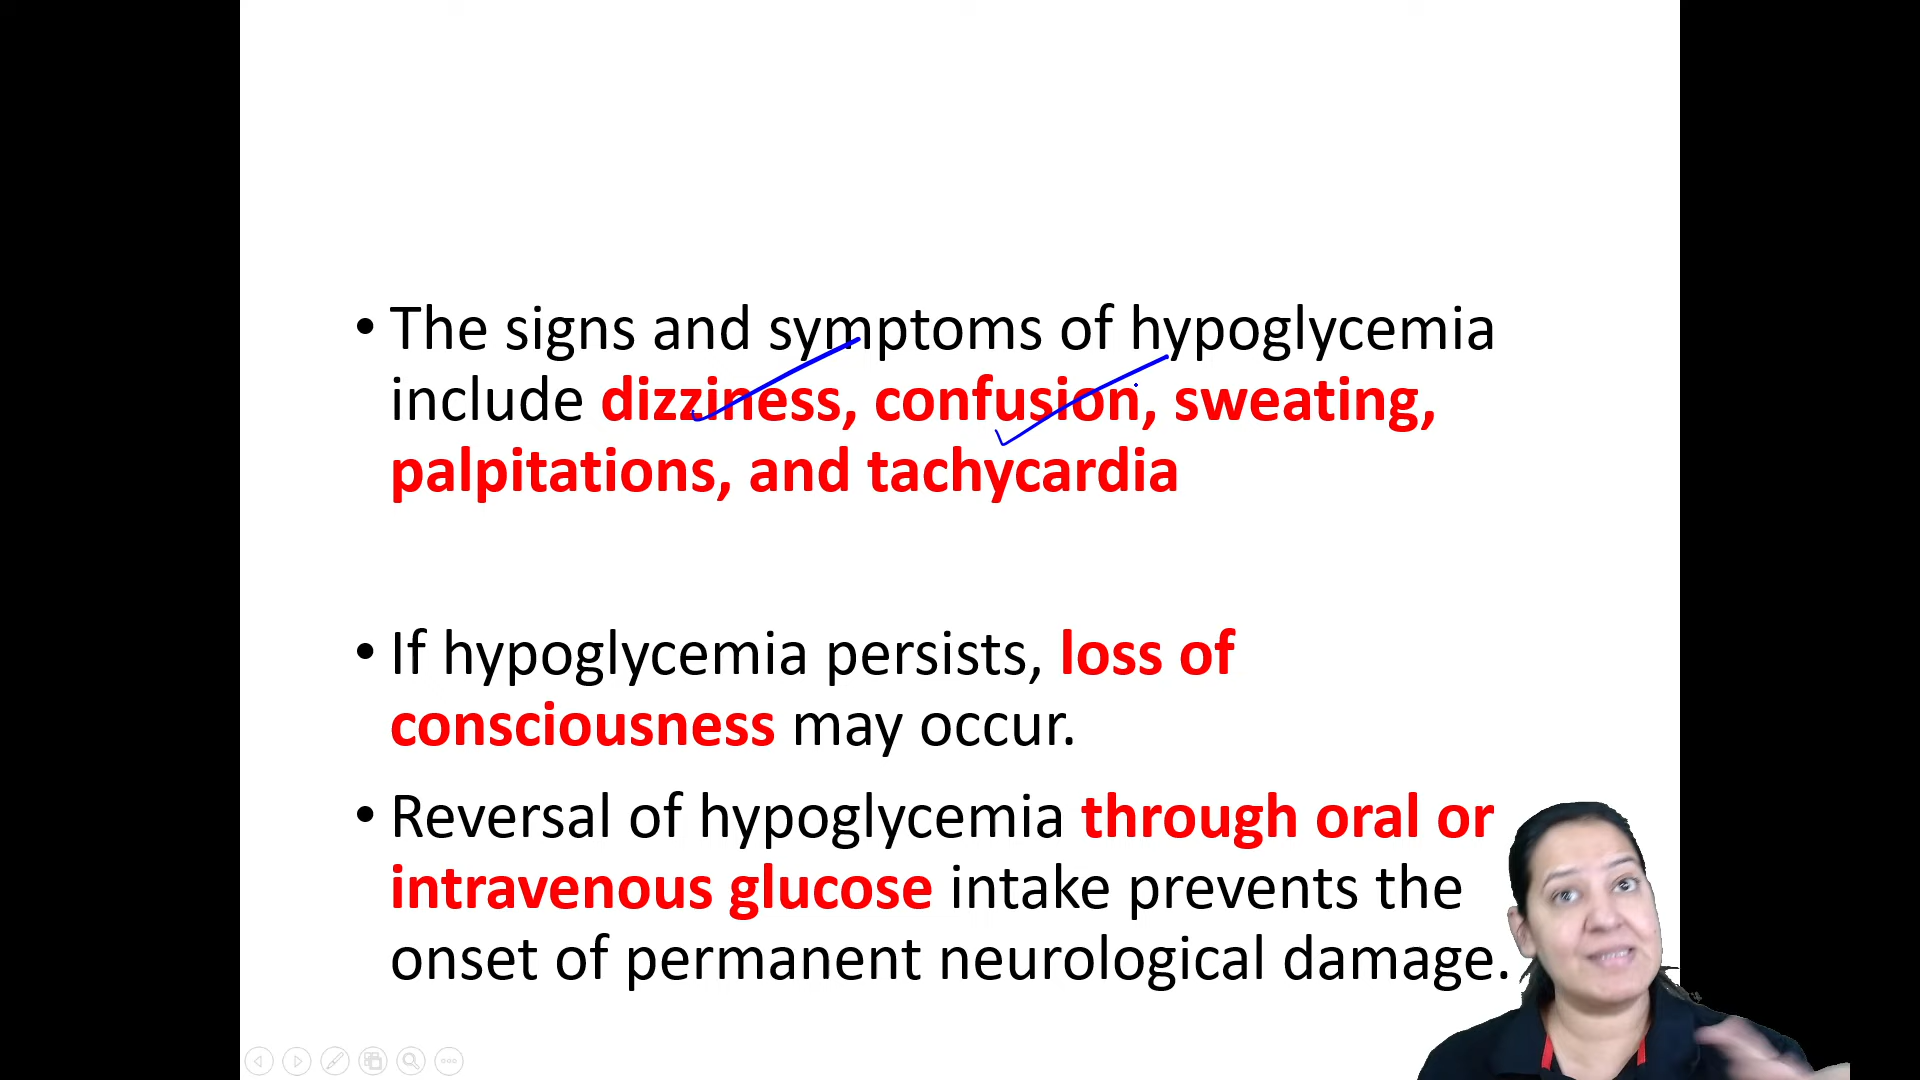 • The signs and symptoms of hypoglycemia
include dizziness, confusion, sweating,
palpitations, and tachycardia
• If hypoglycemia persists, loss of
consciousness may occur.
• Reversal of hypoglycemia through oral or
intravenous glucose intake prevents the
onset of permanent neurological damage.